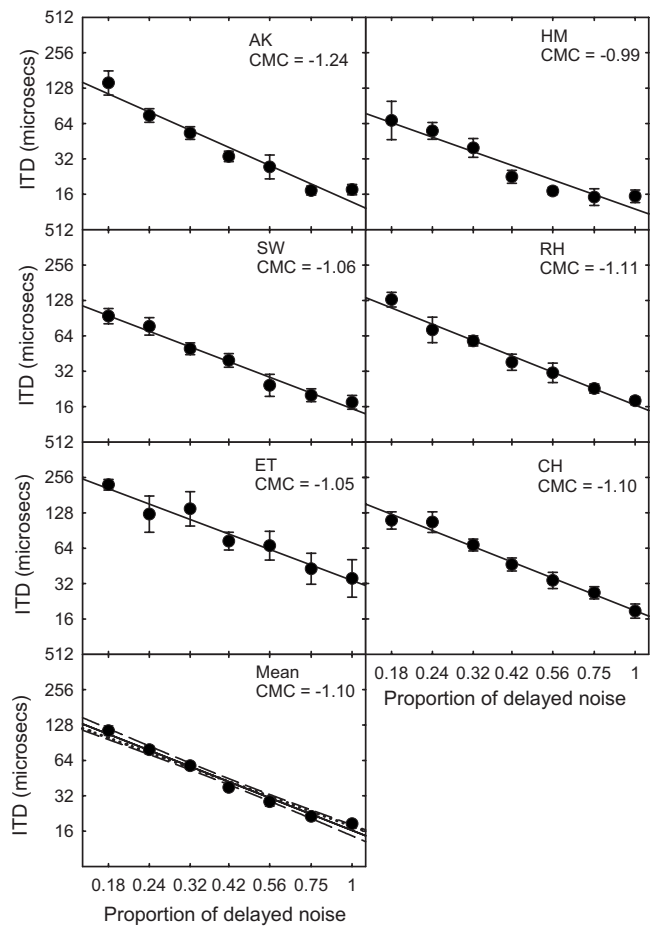 512
256
128
64
32
16
ITD (microsecs)
AK
CMC = -1.24
HM
CMC = -0.99
512
256
128
64
32
16
ITD (microsecs)
SW
CMC = -1.06
RH
CMC = -1.11
512
256
128
64
32
16
ITD (microsecs)
ET
CMC = -1.05
CH
CMC = -1.10
512
256
128
64
32
16
ITD (microsecs)
Mean
CMC = -1.10
0.18 0.24 0.32 0.42 0.56 0.75 1
Proportion of delayed noise
0.18 0.24 0.32 0.42 0.56 0.75 1
Proportion of delayed noise